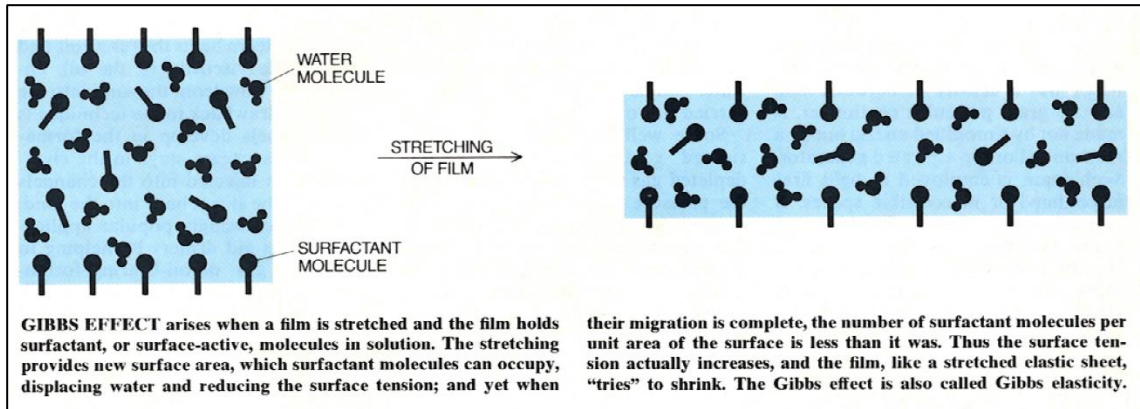 WATER
MOLECULE
STRETCHING
OF FILM
SURFACTANT
MOLECULE
GIBBS EFFECT arises when a film is stretched and the film holds
surfactant, or surface-active, molecules in solution. The stretching
provides new surface area, which surfactant molecules can occupy,
displacing water and reducing the surface tension; and yet when
their migration is complete, the number of surfactant molecules per
unit area of the surface is less than it was. Thus the surface ten-
sion actually increases, and the film, like a stretched elastic sheet,
“tries” to shrink. The Gibbs effect is also called Gibbs elasticity.